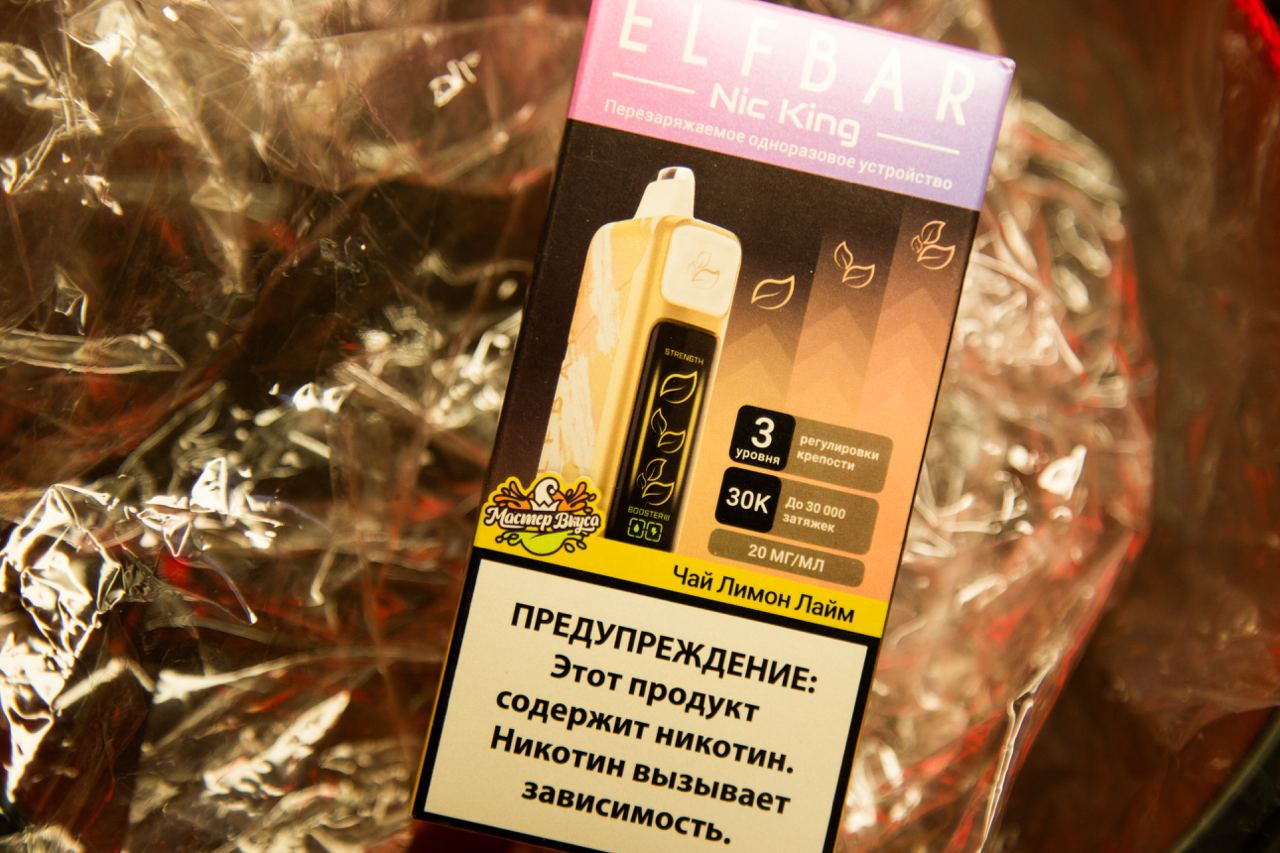 ELFBAR
Nic King
Перезаряжаемое одноразовое устройство
STRENGTH
3
уровня
регулировки
крепости
30K
До 30 000
затяжек
20 МГ/МЛ
BOOSTER
Мастер Вкуса
Чай Лимон Лайм
ПРЕДУПРЕЖДЕНИЕ:
Этот продукт
содержит никотин.
Никотин вызывает
зависимость.